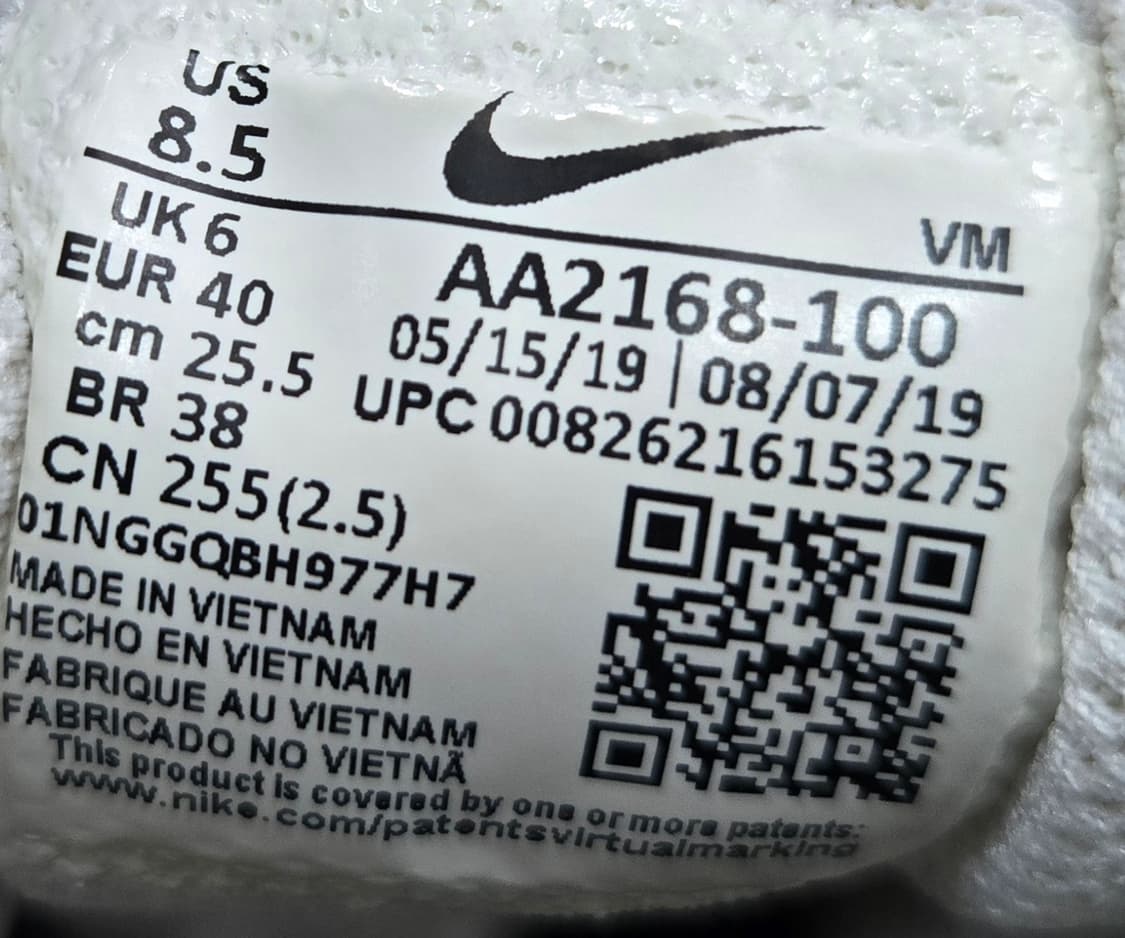 US
8.5
UK 6
EUR 40
cm 25.5
BR 38
CN 255(2.5)
01NGGQBH977H7
MADE IN VIETNAM
HECHO EN VIETNAM
FABRIQUE AU VIETNAM
FABRICADO NO VIETNÃ
This product is covered by one or more patents:
www.nike.com/patentsvirtualmarking
VM
AA2168-100
05/15/19 | 08/07/19
UPC 00826216153275